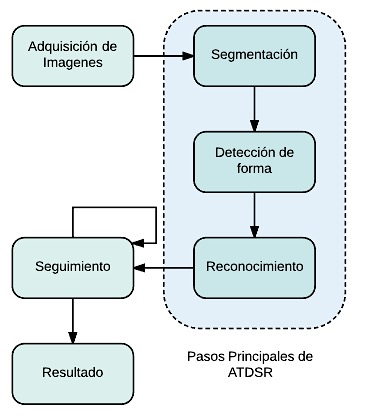 Adquisición de
Imagenes
Segmentación
Detección de
forma
Reconocimiento
Seguimiento
Resultado
Pasos Principales de
ATDSR